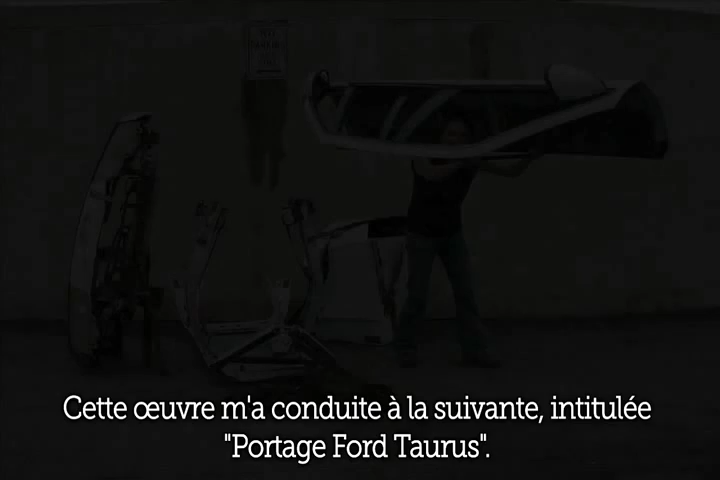 Cette œuvre m'a conduite à la suivante, intitulée
"Portage Ford Taurus".